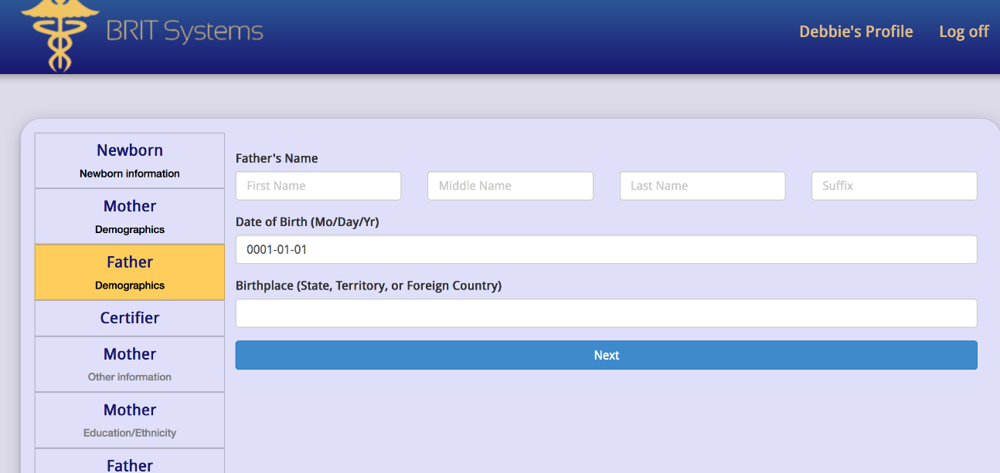 BRIT Systems
Debbie's Profile Log off
Newborn
Newborn information
Mother
Demographics
Father
Demographics
Certifier
Mother
Other information
Mother
Education/Ethnicity
Father
Father's Name
First Name Middle Name Last Name Suffix
Date of Birth (Mo/Day/Yr)
0001-01-01
Birthplace (State, Territory, or Foreign Country)
Next